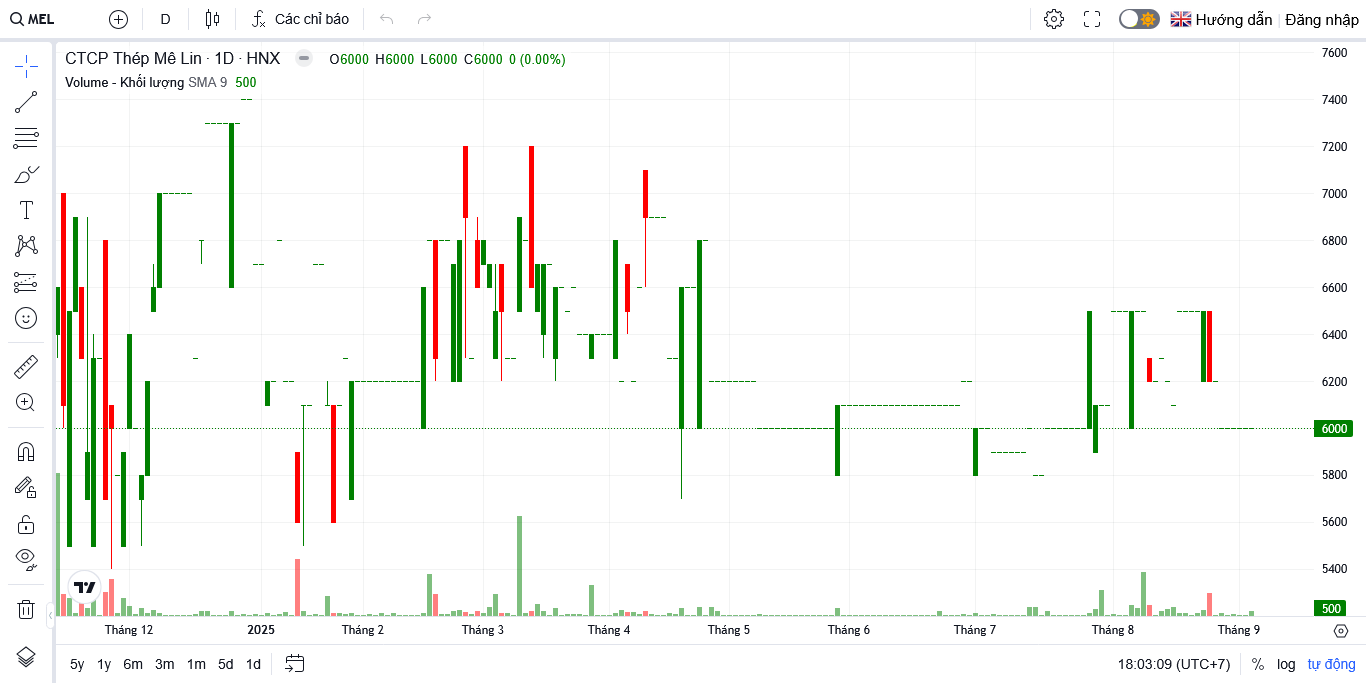 MEL D Các chỉ báo Hướng dẫn Đăng nhập
CTCP Thép Mê Lin · 1D · HNX O6000 H6000 L6000 C6000 0 (0.00%)
Volume - Khối lượng SMA 9 500
7600
7400
7200
7000
6800
6600
6400
6200
6000
5800
5600
5400
500
Tháng 12 2025 Tháng 2 Tháng 3 Tháng 4 Tháng 5 Tháng 6 Tháng 7 Tháng 8 Tháng 9
5y 1y 6m 3m 1m 5d 1d 18:03:09 (UTC+7) % log tự động